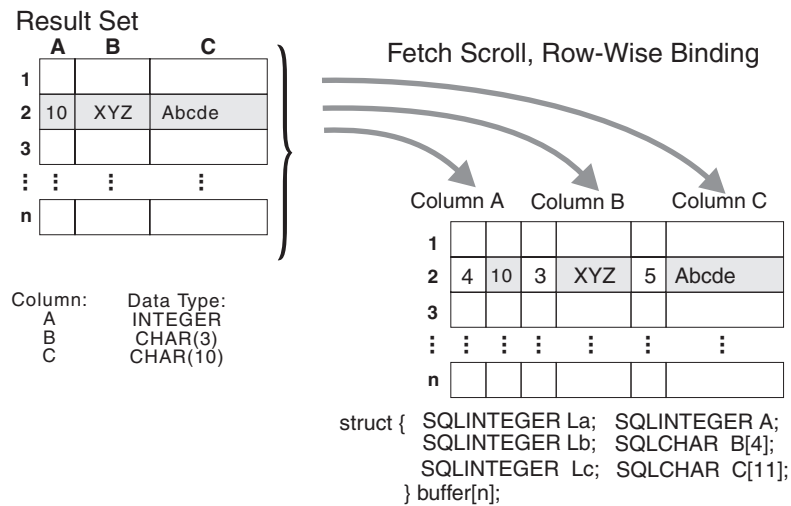 Result Set
A B C
1
2 10 XYZ Abcde
3
⋮ ⋮ ⋮ ⋮
n
Column: Data Type:
A INTEGER
B CHAR(3)
C CHAR(10)
Fetch Scroll, Row-Wise Binding
Column A Column B Column C
1
2 4 10 3 XYZ 5 Abcde
3
⋮ ⋮ ⋮ ⋮ ⋮ ⋮ ⋮
n
struct { SQLINTEGER La; SQLINTEGER A;
SQLINTEGER Lb; SQLCHAR B[4];
SQLINTEGER Lc; SQLCHAR C[11];
} buffer[n];